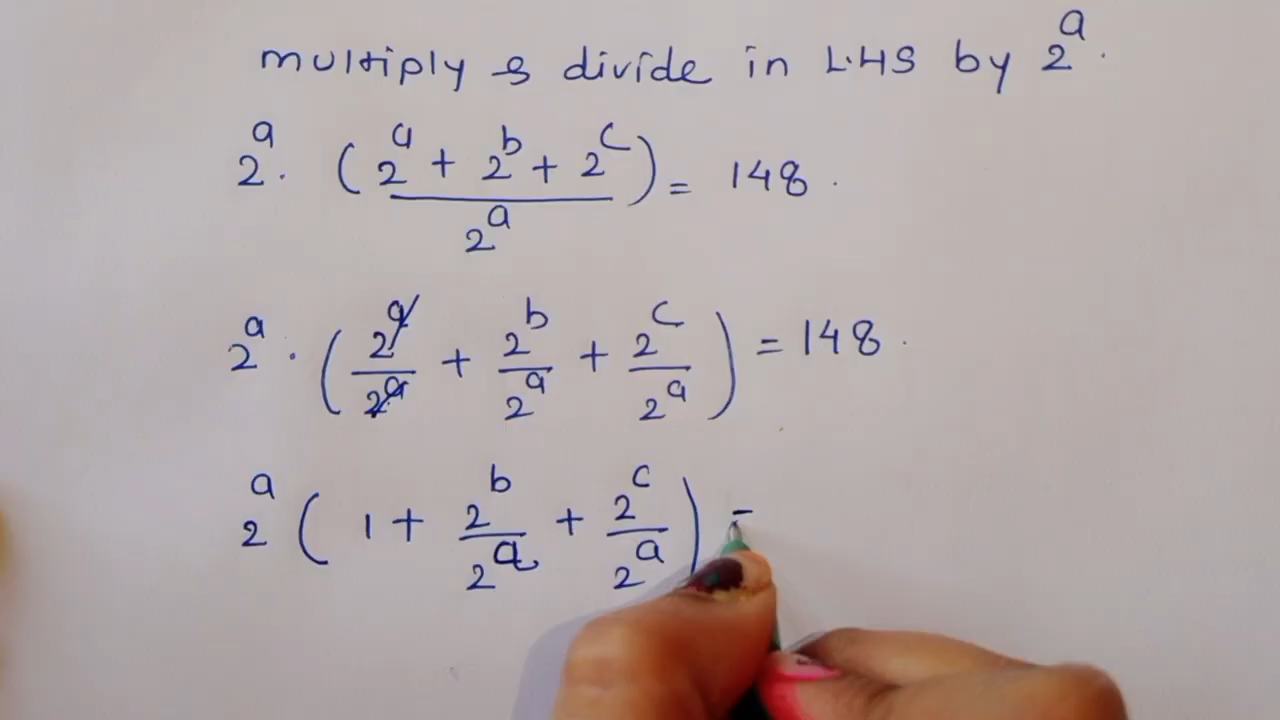 multiply & divide in L.HS by 2^a.
2^a. (2^a + 2^b + 2^c)/2^a = 148.
2^a. (2^a/2^a + 2^b/2^a + 2^c/2^a) = 148.
2^a (1 + 2^b/2^a + 2^c/2^a) =